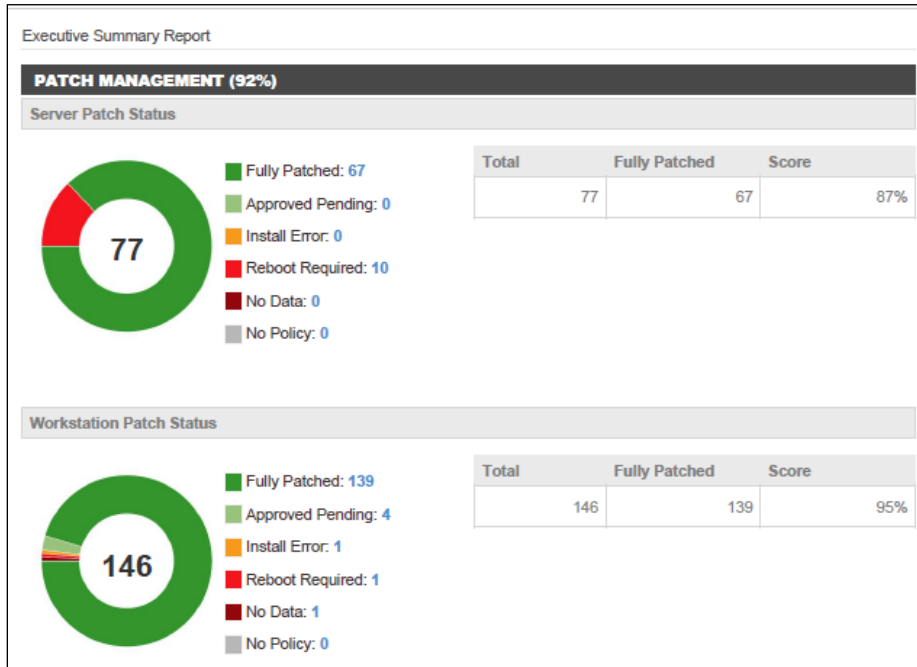 Executive Summary Report
PATCH MANAGEMENT (92%)
Server Patch Status
77
Fully Patched: 67
Approved Pending: 0
Install Error: 0
Reboot Required: 10
No Data: 0
No Policy: 0
Total Fully Patched Score
77 67 87%
Workstation Patch Status
146
Fully Patched: 139
Approved Pending: 4
Install Error: 1
Reboot Required: 1
No Data: 1
No Policy: 0
Total Fully Patched Score
146 139 95%